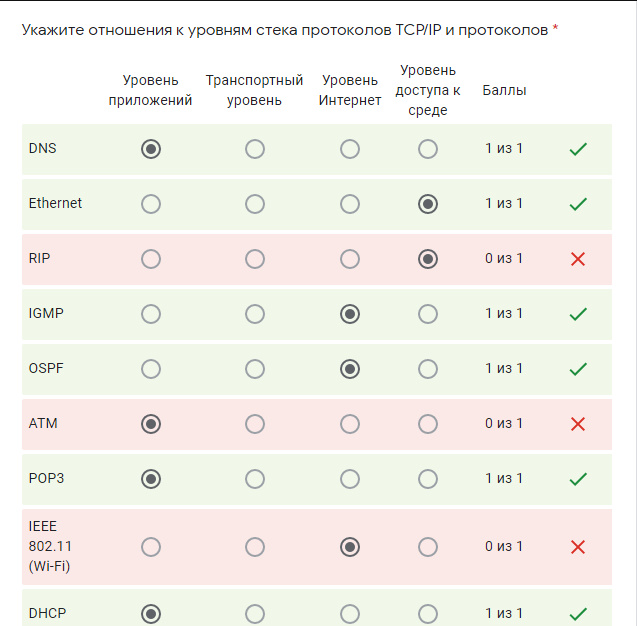 Укажите отношения к уровням стека протоколов TCP/IP и протоколов *
Уровень приложений
Транспортный уровень
Уровень Интернет
Уровень доступа к среде
Баллы
DNS 1 из 1
Ethernet 1 из 1
RIP 0 из 1
IGMP 1 из 1
OSPF 1 из 1
ATM 0 из 1
POP3 1 из 1
IEEE
802.11 0 из 1
(Wi-Fi)
DHCP 1 из 1